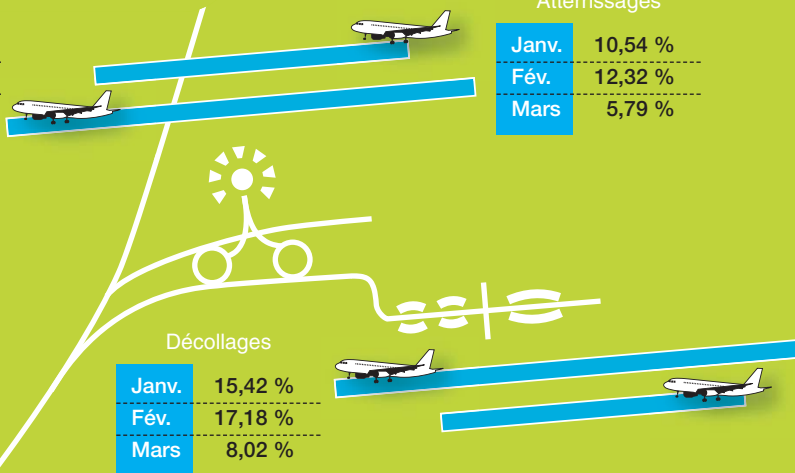 Atterrissages
Janv. 10,54 %
Fév. 12,32 %
Mars 5,79 %
Décollages
Janv. 15,42 %
Fév. 17,18 %
Mars 8,02 %